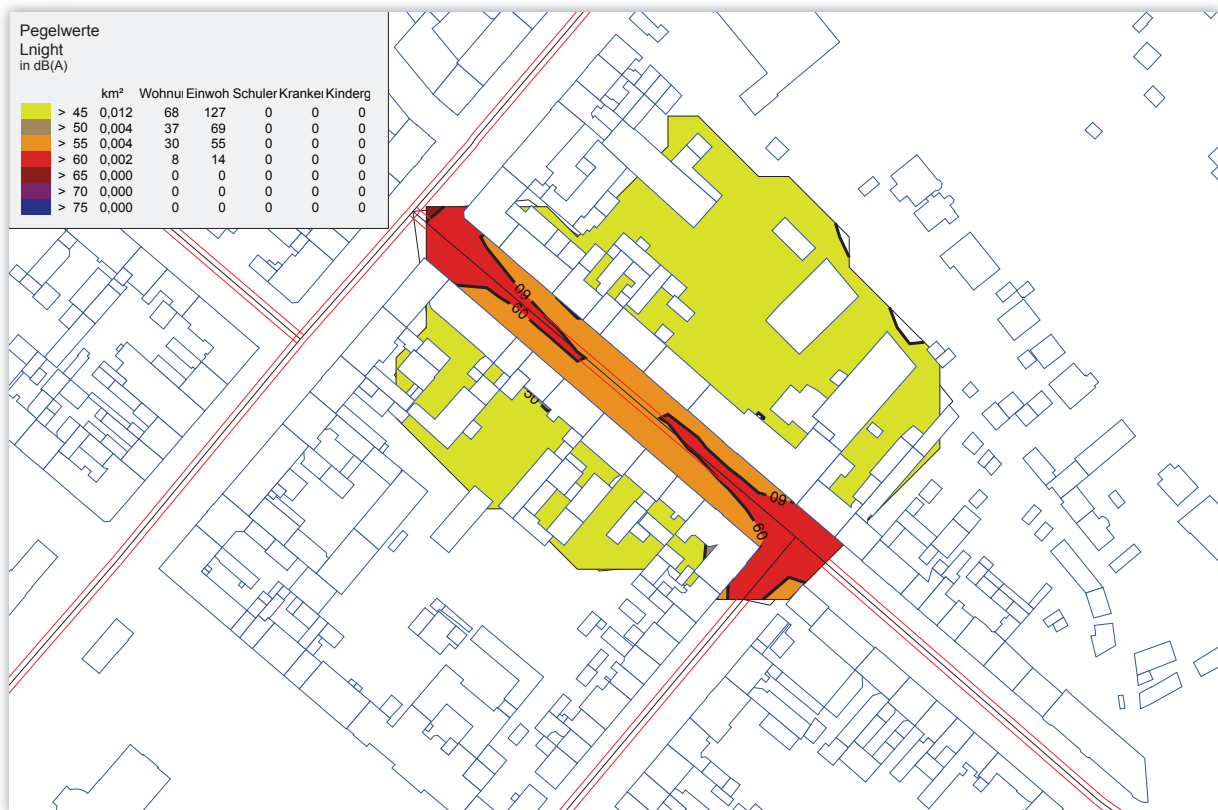 Pegelwerte
Lnight
in dB(A)
km² Wohnu Einwoh Schuler Kranker Kinderg
> 45 0,012 68 127 0 0 0
> 50 0,004 37 69 0 0 0
> 55 0,004 30 55 0 0 0
> 60 0,002 8 14 0 0 0
> 65 0,000 0 0 0 0 0
> 70 0,000 0 0 0 0 0
> 75 0,000 0 0 0 0 0
60
60
50
60
60